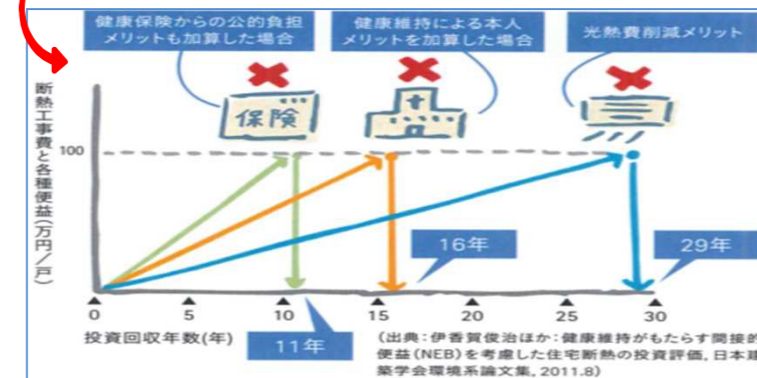 健康保険からの公的負担
メリットも加算した場合
健康維持による本人
メリットを加算した場合
光熱費削減メリット
保険
断熱工事費と各種便益(万円/戸)
100
16年
29年
0
5
10
15
20
25
30
投資回収年数(年)
11年
(出典:伊香賀俊治ほか:健康維持がもたらす間接的
便益(NEB)を考慮した住宅断熱の投資評価, 日本建
築学会環境系論文集, 2011.8)